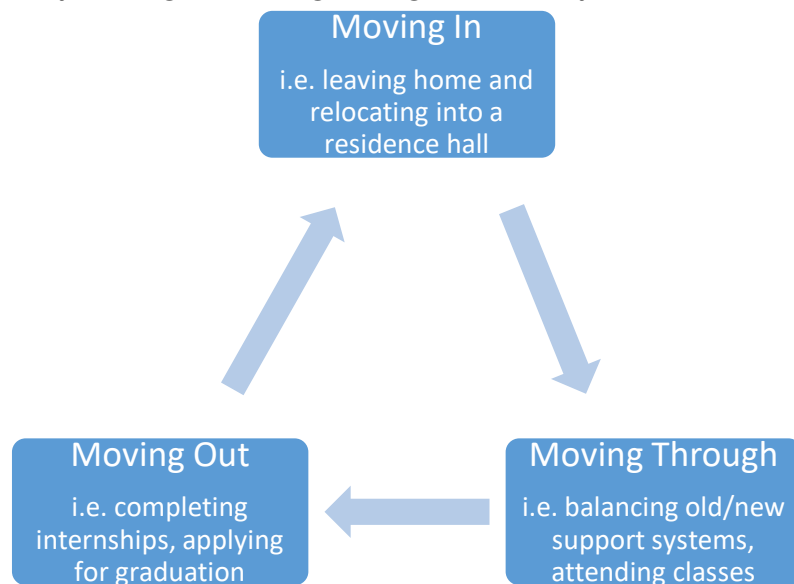 Moving In
i.e. leaving home and
relocating into a
residence hall
Moving Out
i.e. completing
internships, applying
for graduation
Moving Through
i.e. balancing old/new
support systems,
attending classes